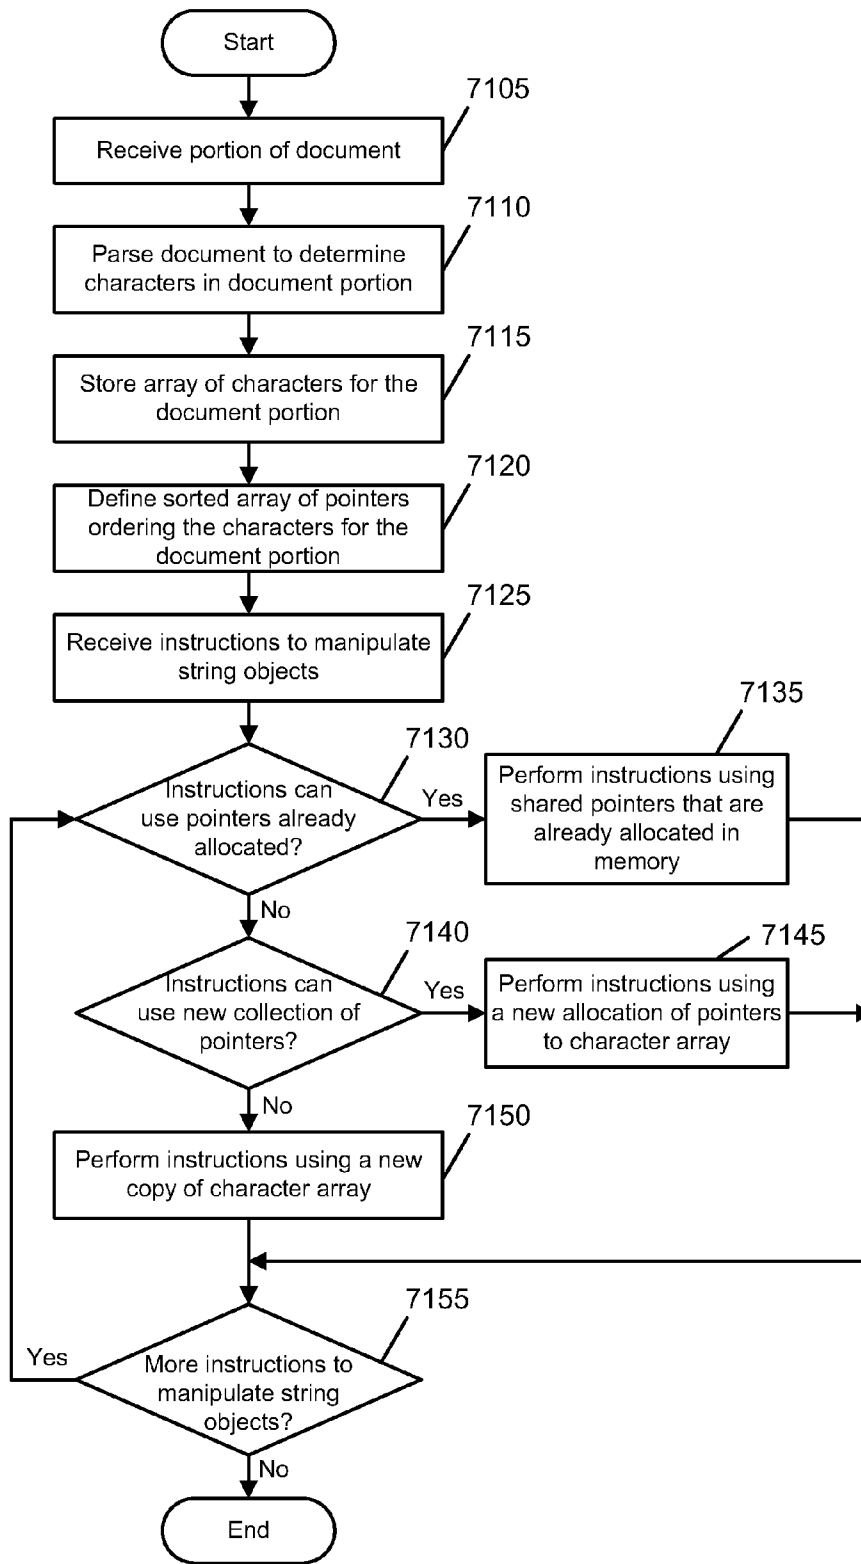 Start
7105
Receive portion of document
7110
Parse document to determine
characters in document portion
7115
Store array of characters for the
document portion
7120
Define sorted array of pointers
ordering the characters for the
document portion
7125
Receive instructions to manipulate
string objects
7130
Instructions can
use pointers already
allocated?
Yes
7135
Perform instructions using
shared pointers that are
already allocated in
memory
No
7140
Instructions can
use new collection of
pointers?
Yes
7145
Perform instructions using
a new allocation of pointers
to character array
No
7150
Perform instructions using a new
copy of character array
7155
More instructions to
manipulate string
objects?
Yes
No
End